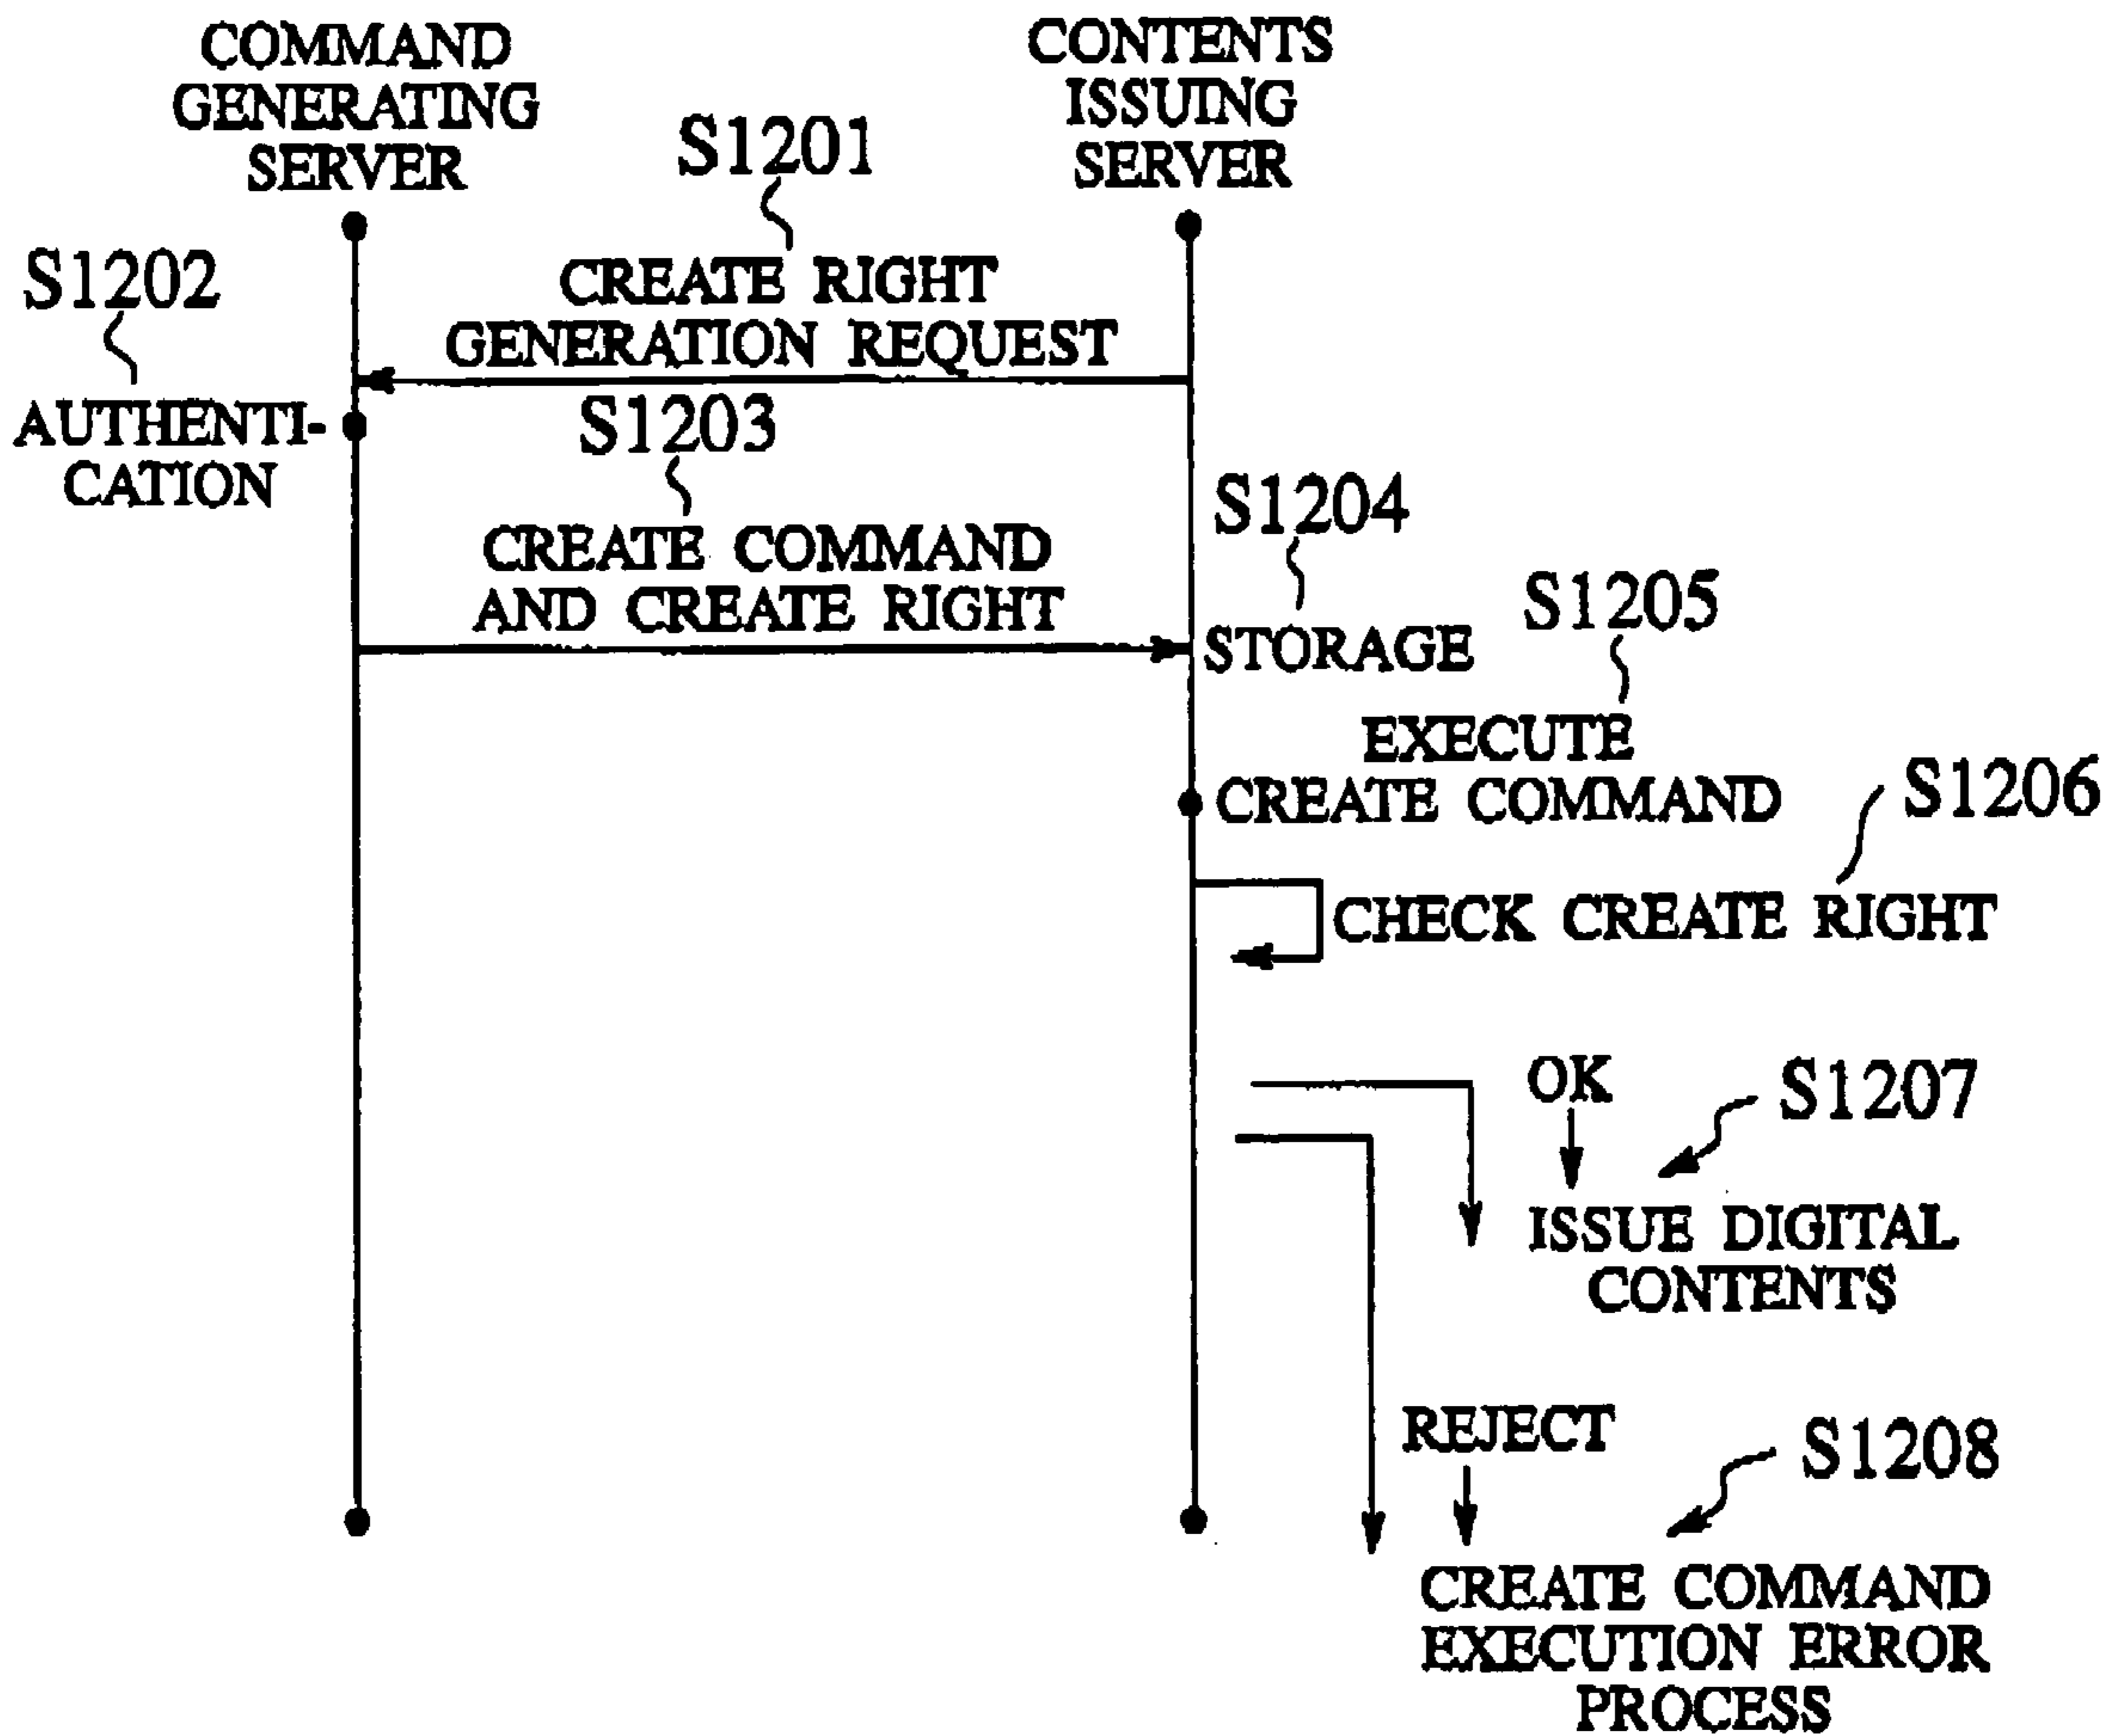 COMMAND
GENERATING
SERVER
CONTENTS
ISSUING
SERVER
S1201
CREATE RIGHT
GENERATION REQUEST
S1202
AUTHENTI-
CATION
S1203
CREATE COMMAND
AND CREATE RIGHT
S1204
STORAGE
S1205
EXECUTE
CREATE COMMAND
S1206
CHECK CREATE RIGHT
OK
S1207
ISSUE DIGITAL
CONTENTS
REJECT
S1208
CREATE COMMAND
EXECUTION ERROR
PROCESS